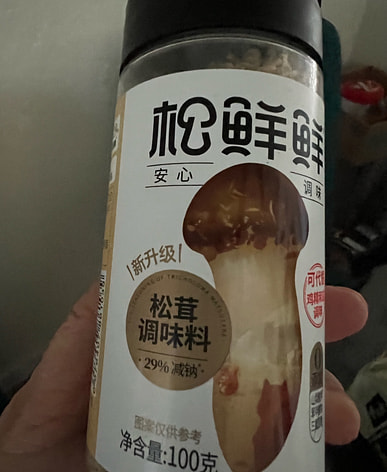 松鲜鲜
安心
调味
新升级
松茸
调味料
29% 减钠*
图案仅供参考
净含量:100克
可代替